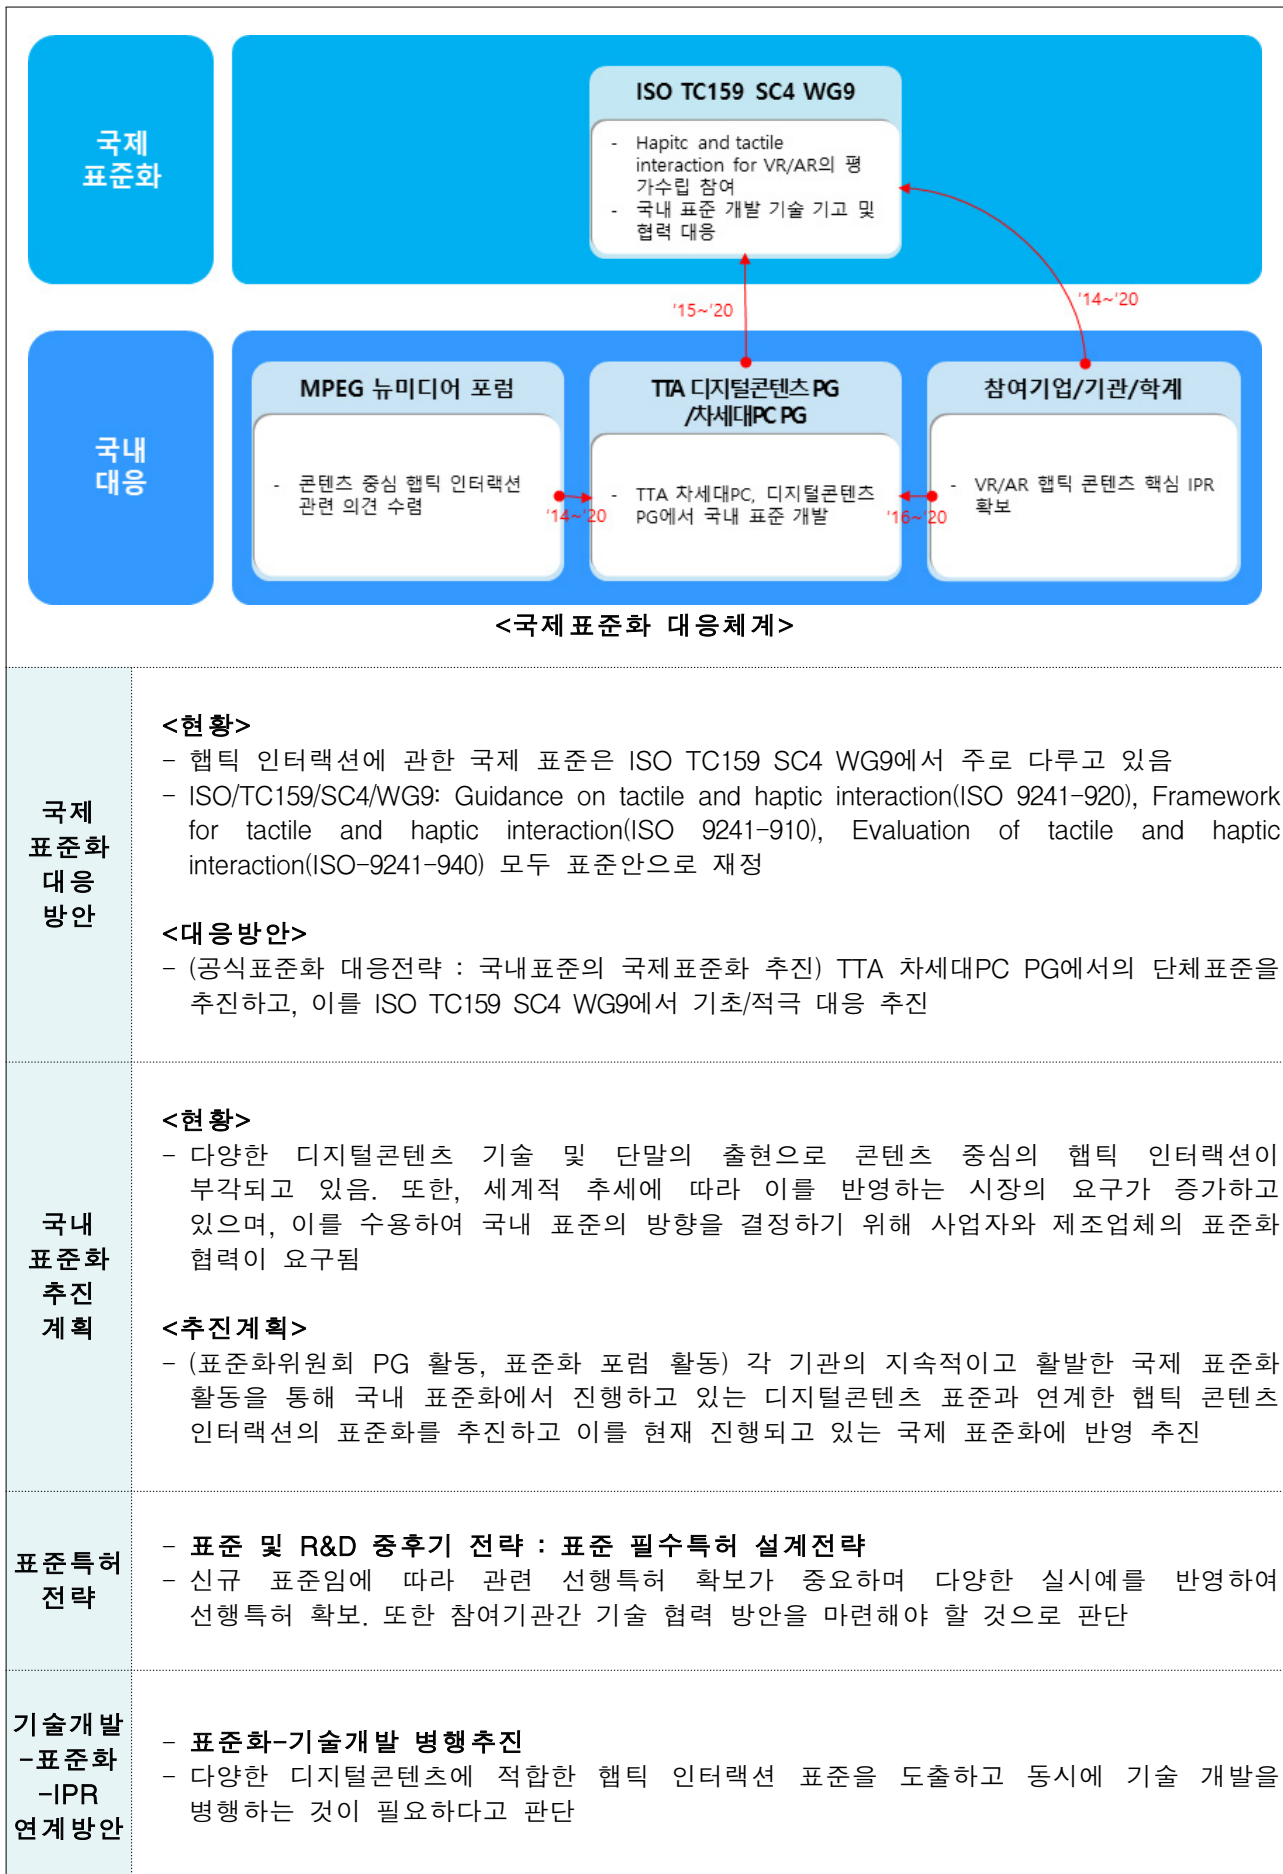 국제
표준화
ISO TC159 SC4 WG9
- Hapitc and tactile
interaction for VR/AR의 평
가수립 참여
- 국내 표준 개발 기술 기고 및
협력 대응
'15~'20
'14~'20
국내
대응
MPEG 뉴미디어 포럼
- 콘텐츠 중심 햅틱 인터랙션
관련 의견 수렴
'14~'20
TTA 디지털콘텐츠 PG
/차세대PC PG
- TTA 차세대PC, 디지털콘텐츠
PG에서 국내 표준 개발
'16~'20
참여기업/기관/학계
- VR/AR 햅틱 콘텐츠 핵심 IPR
확보
<국제표준화 대응체계>
국제
표준화
대응
방안
<현황>
- 햅틱 인터랙션에 관한 국제 표준은 ISO TC159 SC4 WG9에서 주로 다루고 있음
- ISO/TC159/SC4/WG9: Guidance on tactile and haptic interaction(ISO 9241-920), Framework
for tactile and haptic interaction(ISO 9241-910), Evaluation of tactile and haptic
interaction(ISO-9241-940) 모두 표준안으로 재정
<대응방안>
- (공식표준화 대응전략 : 국내표준의 국제표준화 추진) TTA 차세대PC PG에서의 단체표준을
추진하고, 이를 ISO TC159 SC4 WG9에서 기초/적극 대응 추진
국내
표준화
추진
계획
<현황>
- 다양한 디지털콘텐츠 기술 및 단말의 출현으로 콘텐츠 중심의 햅틱 인터랙션이
부각되고 있음. 또한, 세계적 추세에 따라 이를 반영하는 시장의 요구가 증가하고
있으며, 이를 수용하여 국내 표준의 방향을 결정하기 위해 사업자와 제조업체의 표준화
협력이 요구됨
<추진계획>
- (표준화위원회 PG 활동, 표준화 포럼 활동) 각 기관의 지속적이고 활발한 국제 표준화
활동을 통해 국내 표준화에서 진행하고 있는 디지털콘텐츠 표준과 연계한 햅틱 콘텐츠
인터랙션의 표준화를 추진하고 이를 현재 진행되고 있는 국제 표준화에 반영 추진
표준특허
전략
- 표준 및 R&D 중후기 전략 : 표준 필수특허 설계전략
- 신규 표준임에 따라 관련 선행특허 확보가 중요하며 다양한 실시예를 반영하여
선행특허 확보. 또한 참여기관간 기술 협력 방안을 마련해야 할 것으로 판단
기술개발
-표준화
-IPR
연계방안
- 표준화-기술개발 병행추진
- 다양한 디지털콘텐츠에 적합한 햅틱 인터랙션 표준을 도출하고 동시에 기술 개발을
병행하는 것이 필요하다고 판단